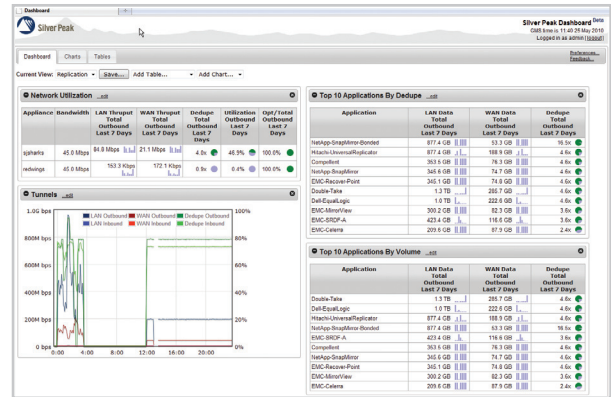 Dashboard
Silver Peak
Silver Peak Dashboard Beta
GMS time is 11:40:25 May 2010
Logged in as admin [logout]
Dashboard Charts Tables
Preferences...
Feedback...
Current View: Replication Save... Add Table... Add Chart...
Network Utilization ...edit
Appliance Bandwidth LAN Thruput Total Outbound Last 7 Days WAN Thruput Total Outbound Last 7 Days Dedupe Total Outbound Last 7 Days Utilization Outbound Last 7 Days Opt/Total Outbound Last 7 Days
sjsharks 45.0 Mbps 84.8 Mbps 21.1 Mbps 4.0x 46.9% 100.0%
redwings 45.0 Mbps 153.3 Kbps 172.1 Kbps 0.9x 0.4% 100.0%
Tunnels ...edit
LAN Outbound WAN Outbound Dedupe Outbound
LAN Inbound WAN Inbound Dedupe Inbound
1.0G bps 100%
800M bps 80%
600M bps 60%
400M bps 40%
200M bps 20%
0 bps 0%
0:00 4:00 8:00 12:00 16:00 20:00
Top 10 Applications By Dedupe ...edit
Application LAN Data Total Outbound Last 7 Days WAN Data Total Outbound Last 7 Days Dedupe Total Outbound Last 7 Days
NetApp-SnapMirror-Bonded 877.4 GB 53.3 GB 16.5x
Hitachi-UniversalReplicator 877.4 GB 188.9 GB 4.6x
Compellent 353.6 GB 76.3 GB 4.6x
NetApp-SnapMirror 345.6 GB 74.7 GB 4.6x
EMC-Recover-Point 345.1 GB 74.8 GB 4.6x
Double-Take 1.3 TB 285.7 GB 4.6x
Dell-EqualLogic 1.0 TB 222.6 GB 4.6x
EMC-MirrorView 300.2 GB 82.3 GB 3.6x
EMC-SRDF-A 423.4 GB 116.6 GB 3.6x
EMC-Celerra 209.6 GB 87.9 GB 2.4x
Top 10 Applications By Volume ...edit
Application LAN Data Total Outbound Last 7 Days WAN Data Total Outbound Last 7 Days Dedupe Total Outbound Last 7 Days
Double-Take 1.3 TB 285.7 GB 4.6x
Dell-EqualLogic 1.0 TB 222.6 GB 4.6x
Hitachi-UniversalReplicator 877.4 GB 188.9 GB 4.6x
NetApp-SnapMirror-Bonded 877.4 GB 53.3 GB 16.5x
EMC-SRDF-A 423.4 GB 116.6 GB 3.6x
Compellent 353.6 GB 76.3 GB 4.6x
NetApp-SnapMirror 345.6 GB 74.7 GB 4.6x
EMC-Recover-Point 345.1 GB 74.8 GB 4.6x
EMC-MirrorView 300.2 GB 82.3 GB 3.6x
EMC-Celerra 209.6 GB 87.9 GB 2.4x